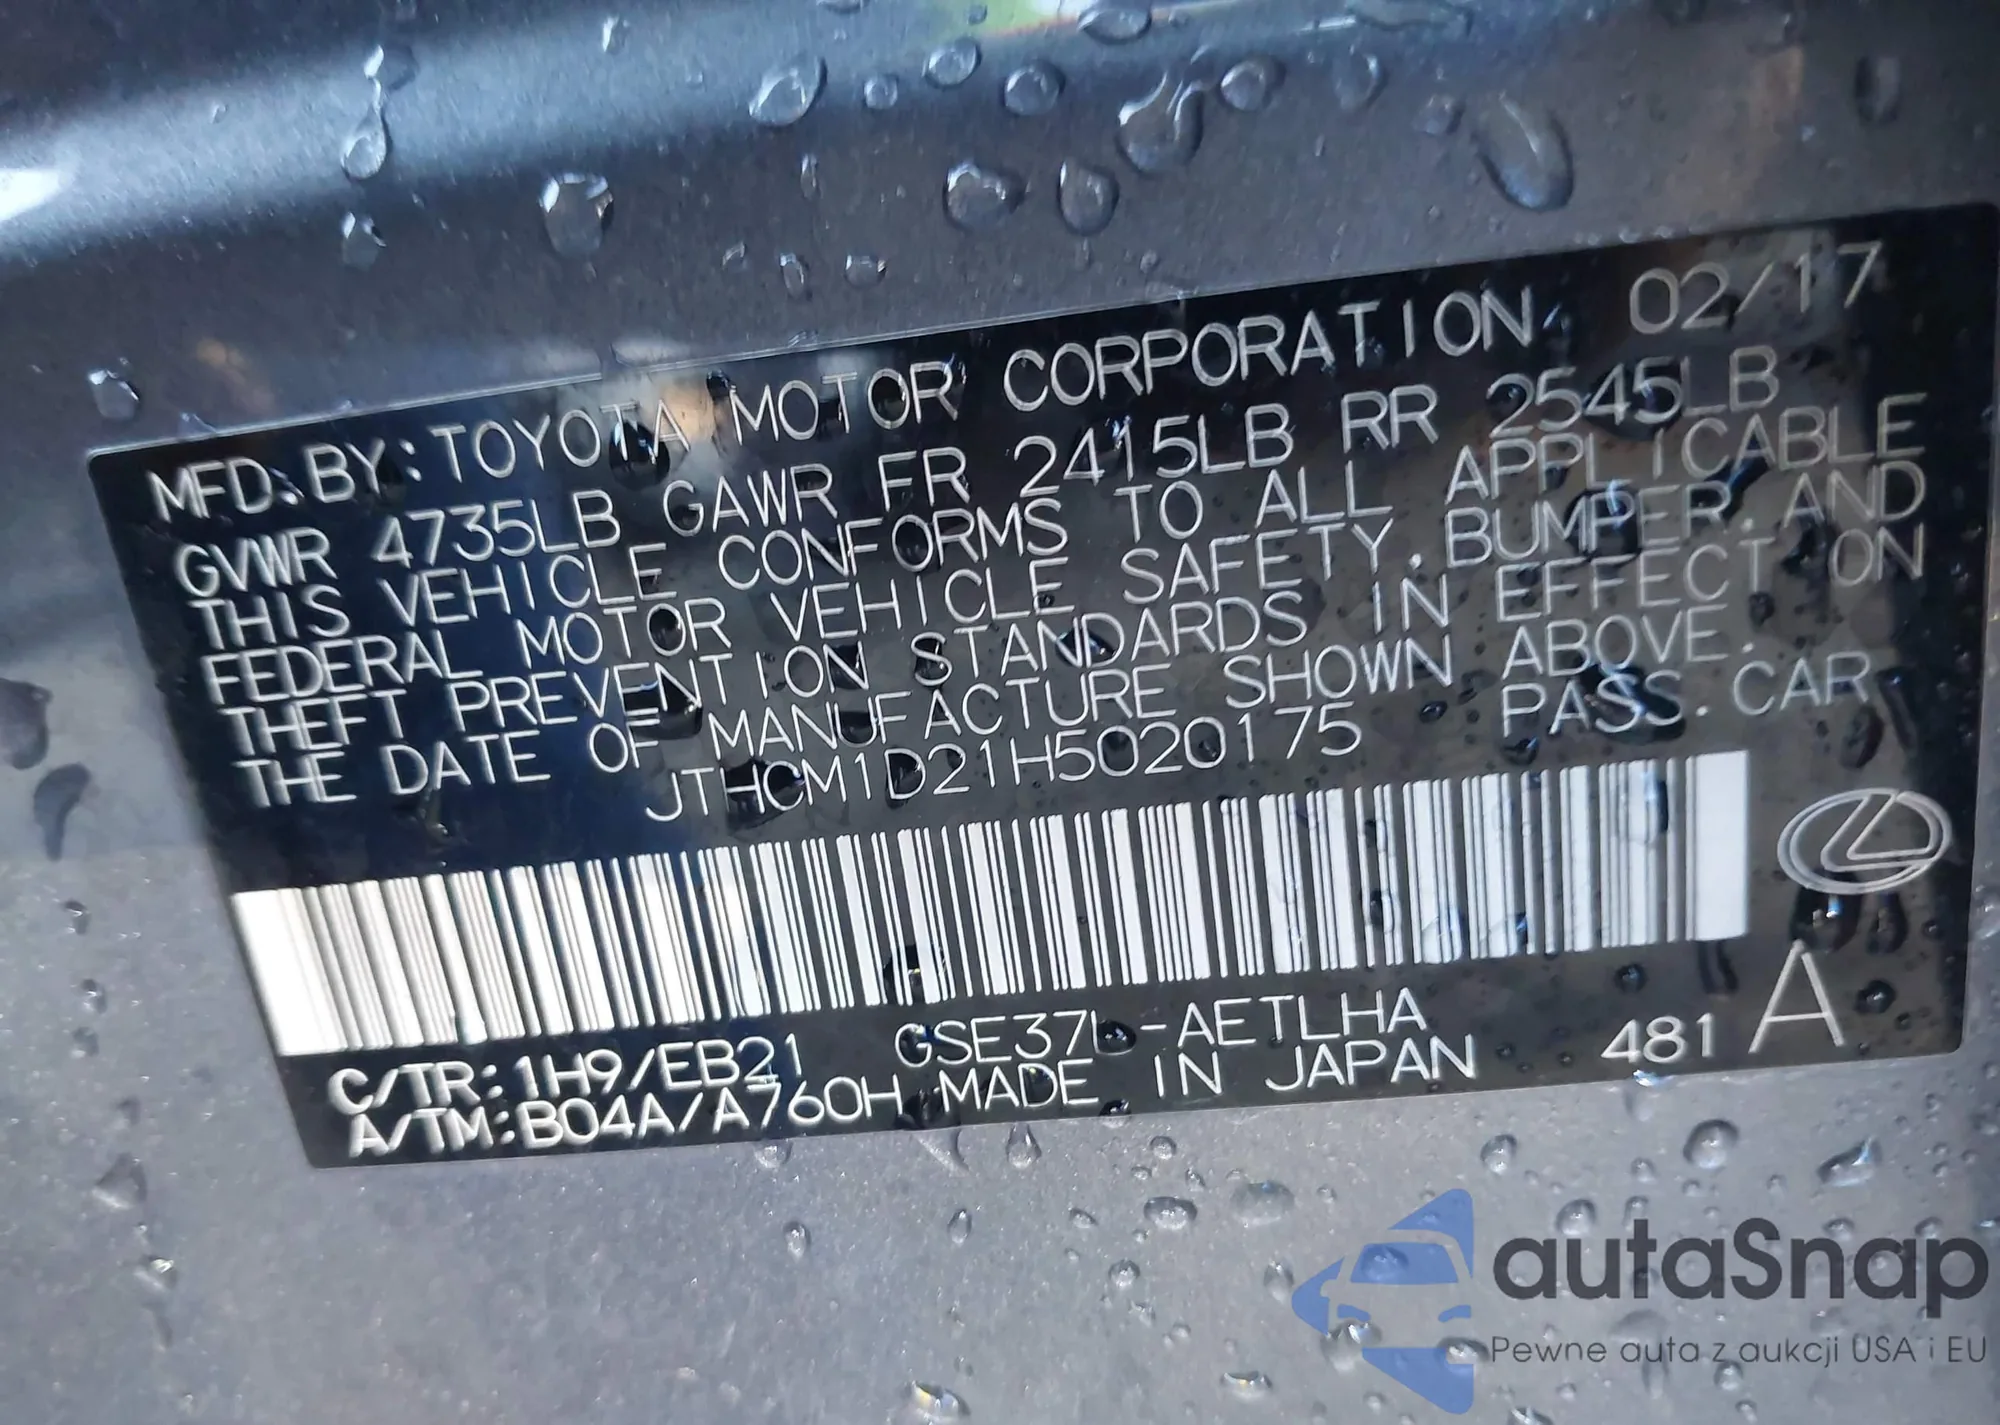 MFD. BY: TOYOTA MOTOR CORPORATION 02/17
GVWR 4735LB GAWR FR 2415LB RR 2545LB
THIS VEHICLE CONFORMS TO ALL APPLICABLE
FEDERAL MOTOR VEHICLE SAFETY, BUMPER, AND
THEFT PREVENTION STANDARDS IN EFFECT ON
THE DATE OF MANUFACTURE SHOWN ABOVE.
JTHCM1D21H5020175 PASS. CAR
C/TR: 1H9/EB21 GSE37L-AETLHA
A/TM: B04A/A760H MADE IN JAPAN 481 A
autaSnap
Pewne auta z aukcji USA i EU